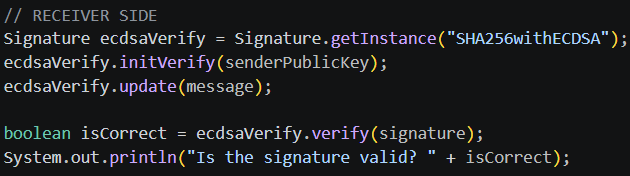 // RECEIVER SIDE
Signature ecdsaVerify = Signature.getInstance("SHA256withECDSA");
ecdsaVerify.initVerify(senderPublicKey);
ecdsaVerify.update(message);
boolean isCorrect = ecdsaVerify.verify(signature);
System.out.println("Is the signature valid? " + isCorrect);